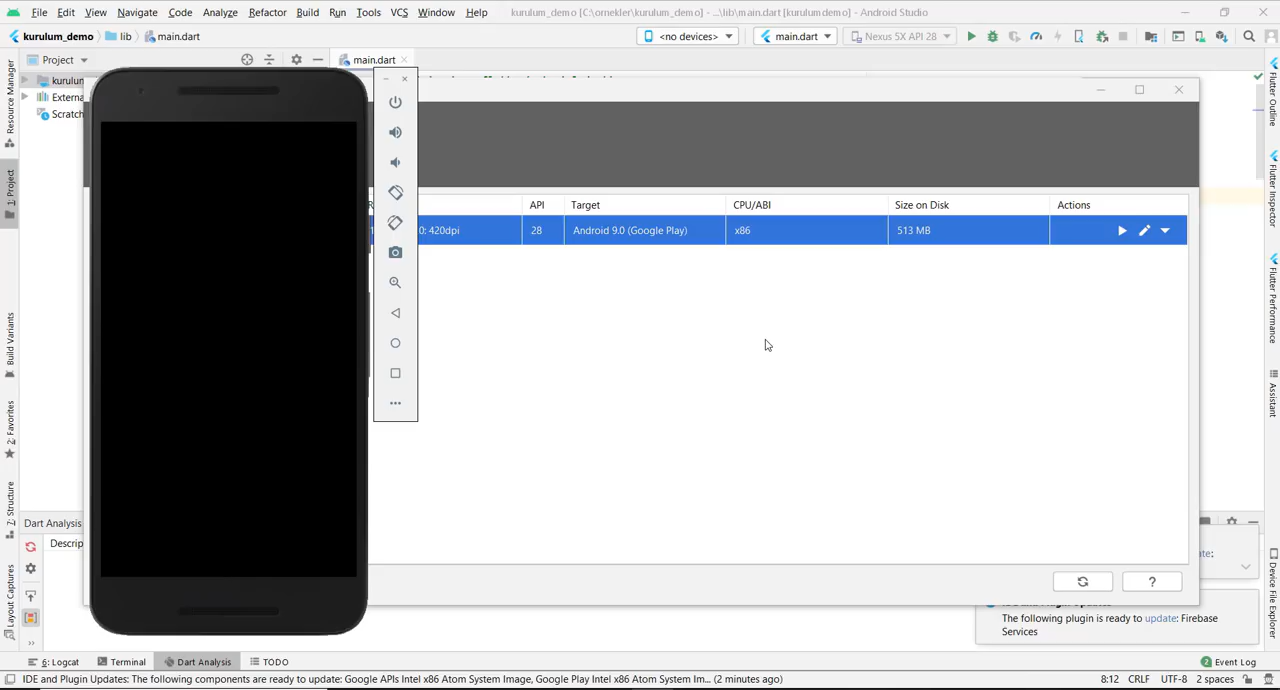 File Edit View Navigate Code Analyze Refactor Build Run Tools VCS Window Help kurulum_demo [C:\ornekler\kurulum_demo] - ...\lib\main.dart [kurulumdemo] - Android Studio
kurulum_demo lib main.dart <no devices> main.dart Nexus 5X API 28
Project main.dart
kurulum
Externa
Scratch
Resource Manager
1: Project
Build Variants
2: Favorites
7: Structure
Layout Captures
API Target CPU/ABI Size on Disk Actions
0: 420dpi 28 Android 9.0 (Google Play) x86 513 MB
Flutter Outline
Flutter Inspector
Flutter Performance
Assistant
Device File Explorer
Dart Analysis
Descrip
?
The following plugin is ready to update: Firebase
Services
6: Logcat Terminal Dart Analysis TODO 2 Event Log
IDE and Plugin Updates: The following components are ready to update: Google APIs Intel x86 Atom System Image, Google Play Intel x86 Atom System Im... (2 minutes ago) 8:12 CRLF UTF-8 2 spaces